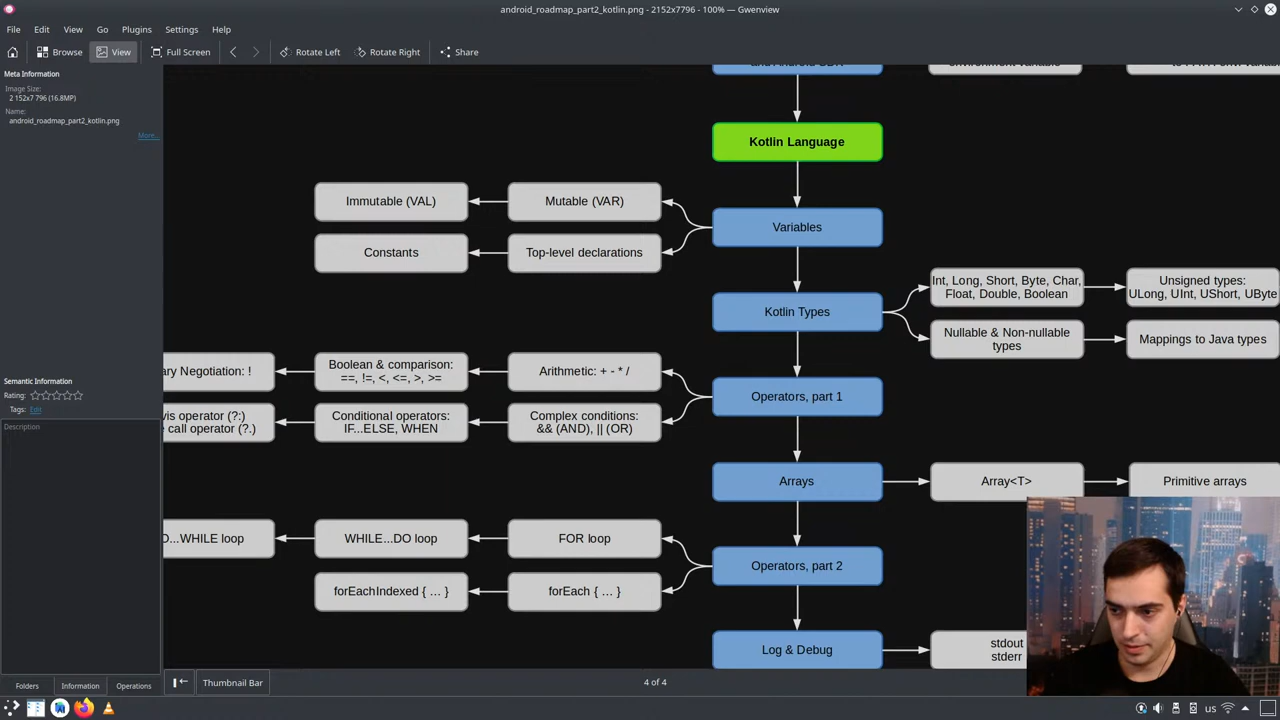 android_roadmap_part2_kotlin.png - 2152x7796 - 100% — Gwenview
File Edit View Go Plugins Settings Help
Browse View Full Screen Rotate Left Rotate Right Share
Meta Information
Image Size:
2 152x7 796 (16.8MP)
Name:
android_roadmap_part2_kotlin.png
More...
Kotlin Language
Immutable (VAL) Mutable (VAR)
Variables
Constants Top-level declarations
Int, Long, Short, Byte, Char,
Float, Double, Boolean
Unsigned types:
ULong, UInt, UShort, UByte
Kotlin Types
Nullable & Non-nullable
types
Mappings to Java types
ary Negotiation: !
Boolean & comparison:
==, !=, <, <=, >, >=
Arithmetic: + - * /
Operators, part 1
vis operator (?:)
call operator (?.)
Conditional operators:
IF...ELSE, WHEN
Complex conditions:
&& (AND), || (OR)
Semantic Information
Rating:
Tags: Edit
Description
Arrays Array<T> Primitive arrays
O...WHILE loop WHILE...DO loop FOR loop
Operators, part 2
forEachIndexed { ... } forEach { ... }
Log & Debug
stdout
stderr
Folders Information Operations Thumbnail Bar 4 of 4
us